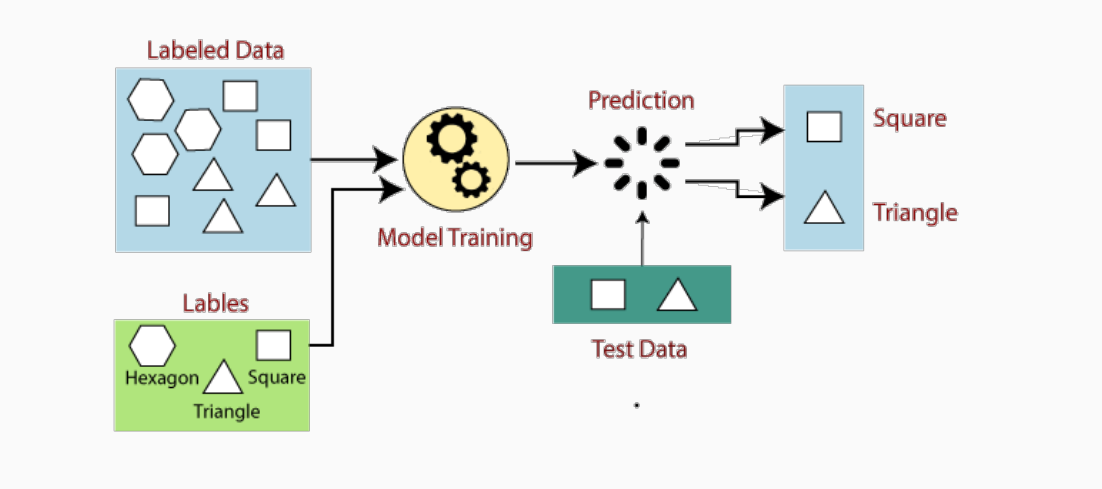 Labeled Data
Prediction
Square
Triangle
Model Training
Lables
Hexagon
Square
Triangle
Test Data